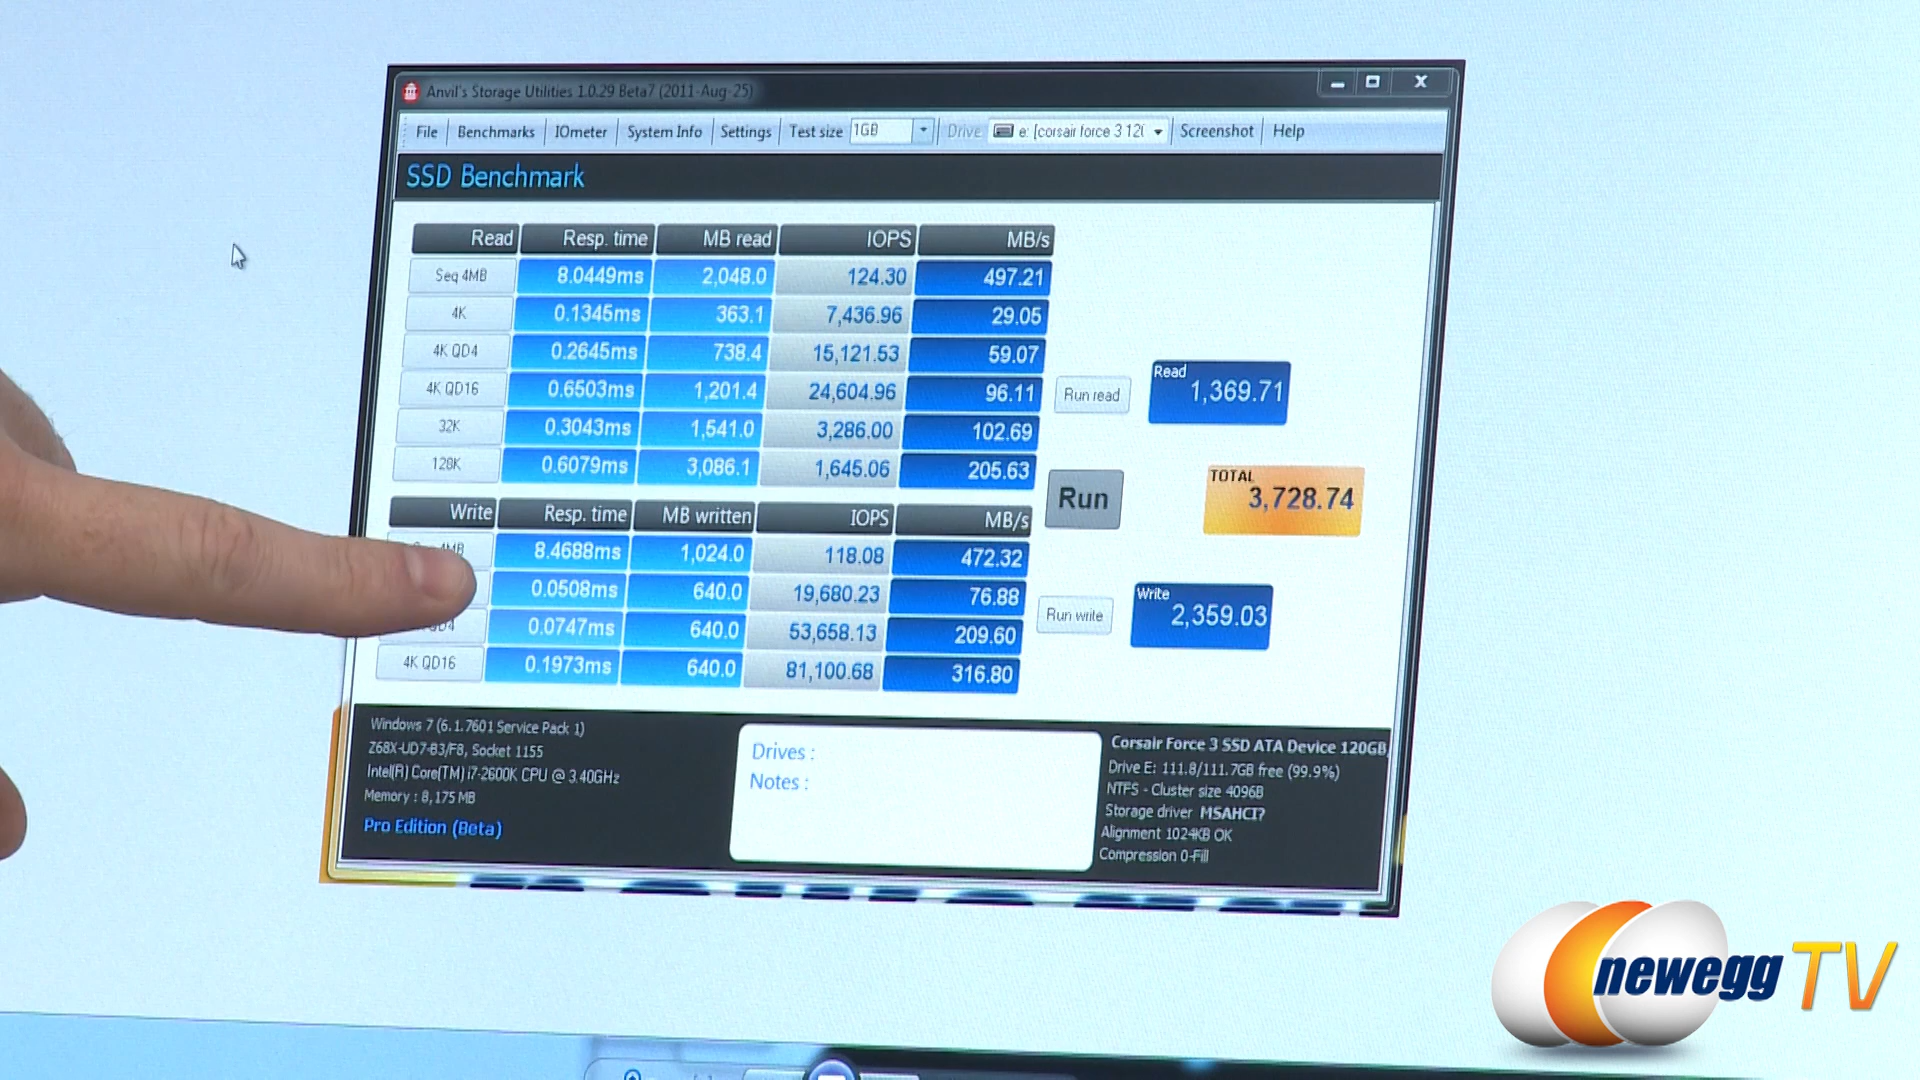 Anvil's Storage Utilities 1.0.29 Beta7 (2011-Aug-25)
File Benchmarks IOmeter System Info Settings Test size 1GB Drive e: [corsair force 3 12( Screenshot Help
SSD Benchmark
Read Resp. time MB read IOPS MB/s
Seq 4MB 8.0449ms 2,048.0 124.30 497.21
4K 0.1345ms 363.1 7,436.96 29.05
4K QD4 0.2645ms 738.4 15,121.53 59.07
4K QD16 0.6503ms 1,201.4 24,604.96 96.11
32K 0.3043ms 1,541.0 3,286.00 102.69
128K 0.6079ms 3,086.1 1,645.06 205.63
Run read
Read
1,369.71
Run
TOTAL
3,728.74
Write Resp. time MB written IOPS MB/s
4MB 8.4688ms 1,024.0 118.08 472.32
0.0508ms 640.0 19,680.23 76.88
QD4 0.0747ms 640.0 53,658.13 209.60
4K QD16 0.1973ms 640.0 81,100.68 316.80
Run write
Write
2,359.03
Windows 7 (6.1.7601 Service Pack 1)
Z68X-UD7-B3/F8, Socket 1155
Intel(R) Core(TM) i7-2600K CPU @ 3.40GHz
Memory : 8,175 MB
Pro Edition (Beta)
Drives :
Notes :
Corsair Force 3 SSD ATA Device 120GB
Drive E: 111.8/111.7GB free (99.9%)
NTFS - Cluster size 4096B
Storage driver MSAHCI?
Alignment 1024KB OK
Compression 0-Fill
newegg TV